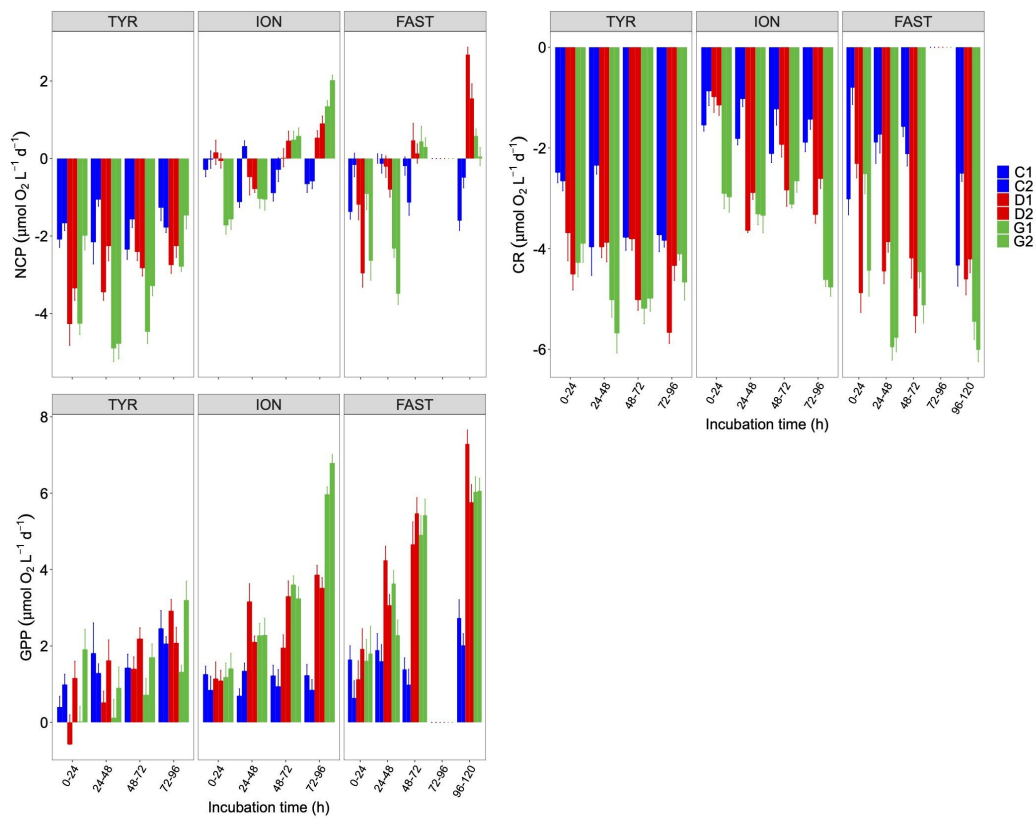 TYR ION FAST
NCP (µmol O₂ L⁻¹ d⁻¹)
2
0
-2
-4
TYR ION FAST
CR (µmol O₂ L⁻¹ d⁻¹)
0
-2
-4
-6
0-24 24-48 48-72 72-96 0-24 24-48 48-72 72-96 0-24 24-48 48-72 72-96 96-120
Incubation time (h)
C1
C2
D1
D2
G1
G2
TYR ION FAST
GPP (µmol O₂ L⁻¹ d⁻¹)
8
6
4
2
0
0-24 24-48 48-72 72-96 0-24 24-48 48-72 72-96 0-24 24-48 48-72 72-96 96-120
Incubation time (h)